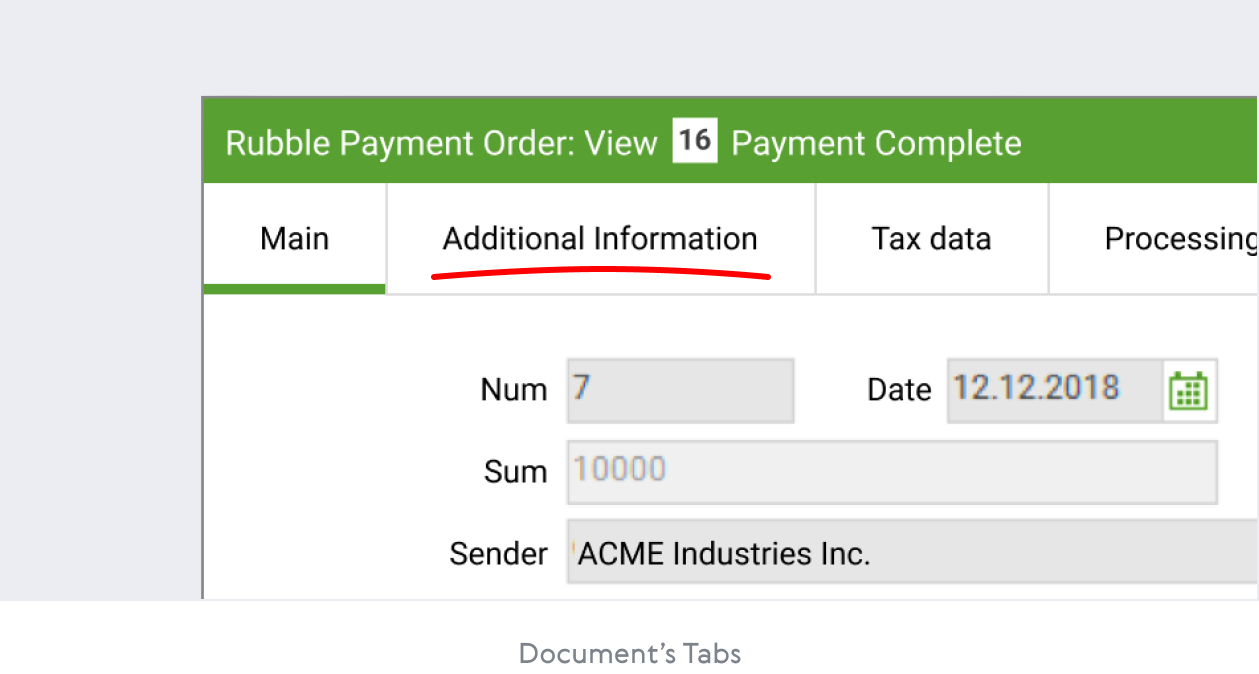 Rubble Payment Order: View 16 Payment Complete
Main Additional Information Tax data Processing
Num 7 Date 12.12.2018
Sum 10000
Sender ACME Industries Inc.
Document’s Tabs